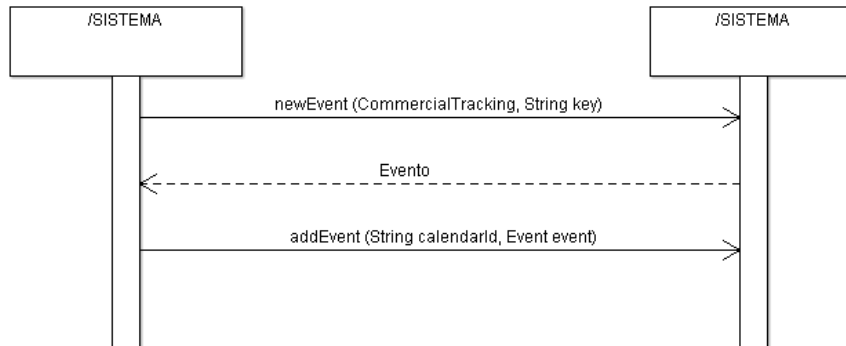 /SISTEMA
/SISTEMA
newEvent (CommercialTracking, String key)
Evento
addEvent (String calendarId, Event event)